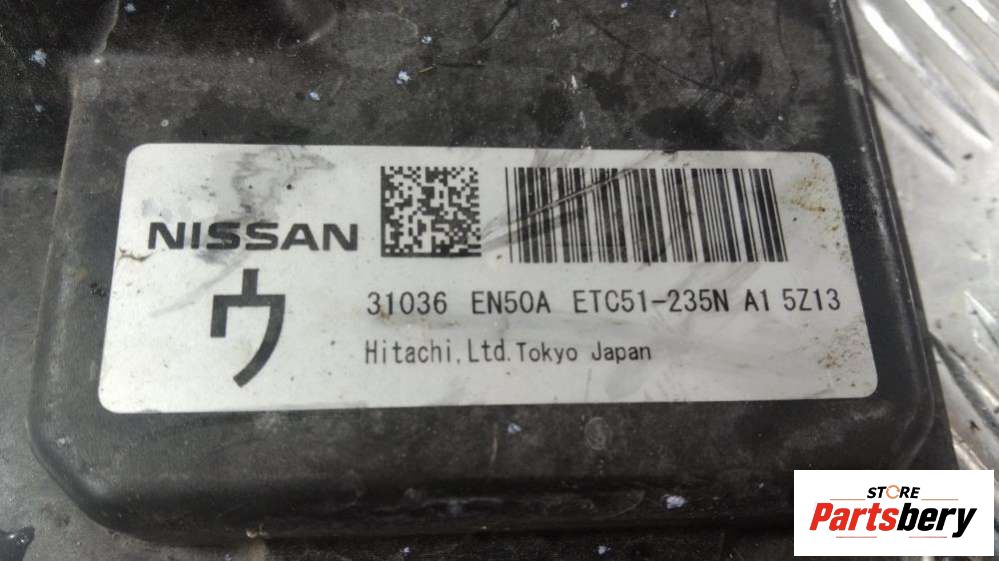 NISSAN
ウ
31036 EN50A ETC51-235N A1 5Z13
Hitachi,Ltd.Tokyo Japan
STORE
Partsbery